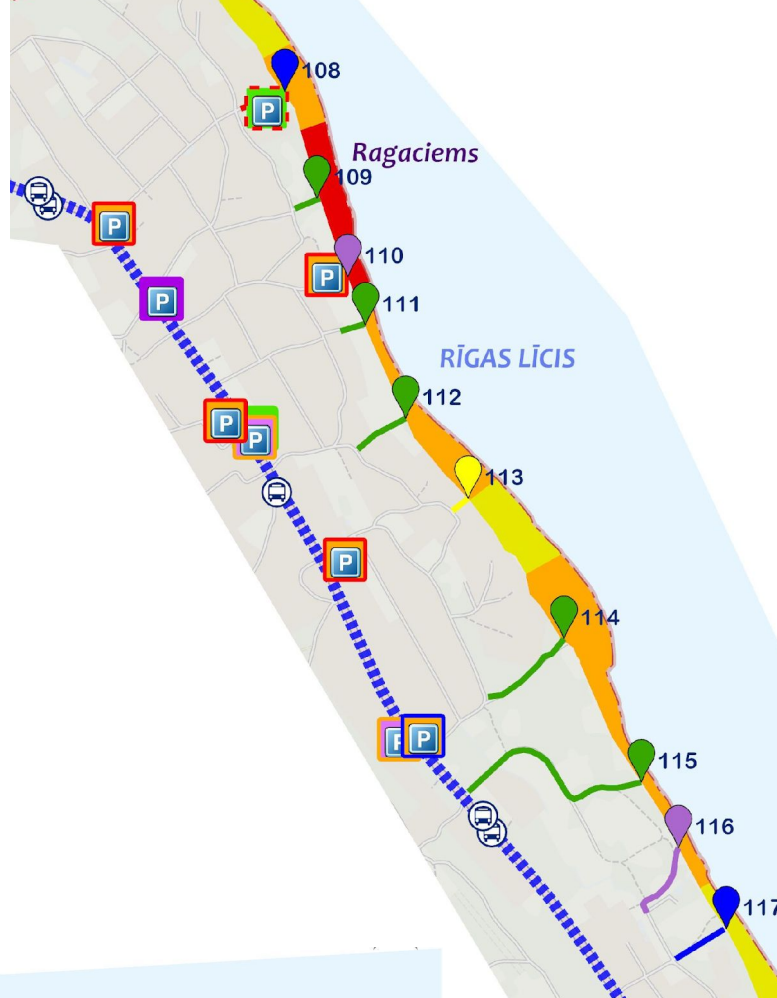 108
P
Ragaciems
109
P
110
P
P
111
RĪGAS LĪCIS
112
P
P
113
P
114
P
P
115
116
117